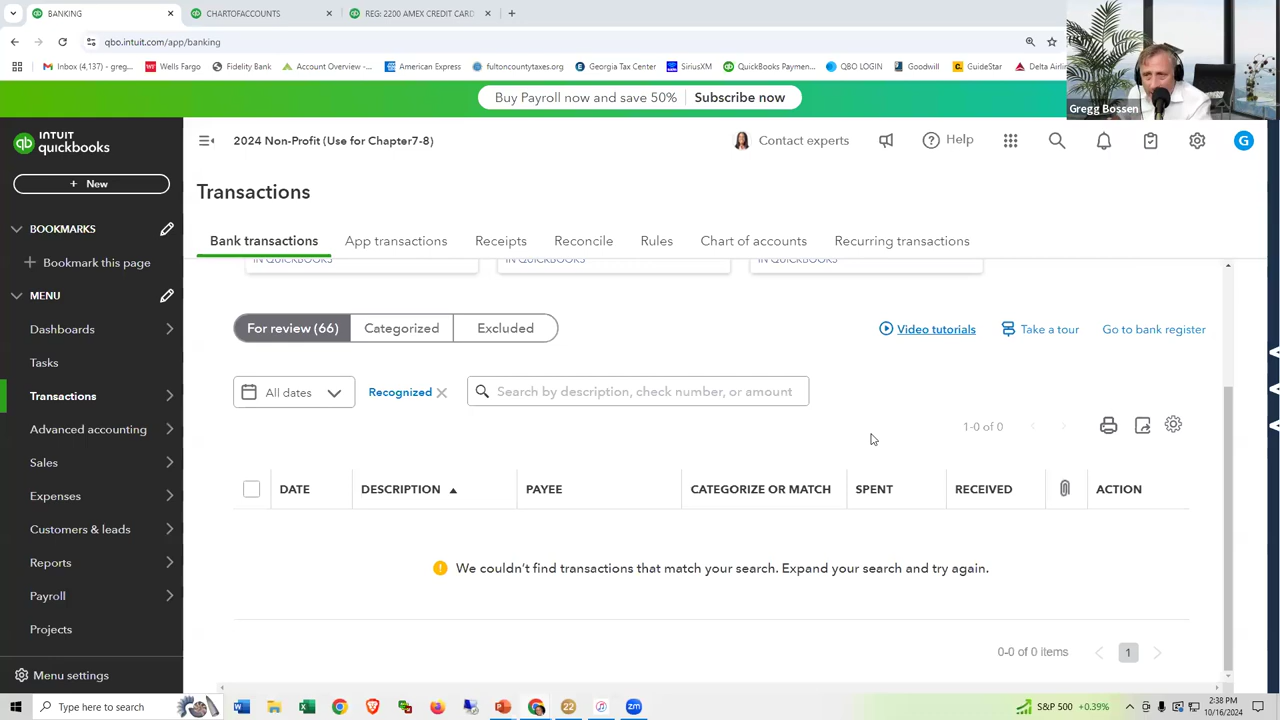 BANKING
CHARTOFACCOUNTS
REG: 2200 AMEX CREDIT CARD
qbo.intuit.com/app/banking
Inbox (4,137) - greg...
Wells Fargo
Fidelity Bank
Account Overview -...
American Express
fultoncountytaxes.org
Georgia Tax Center
SiriusXM
QuickBooks Paymen...
QBO LOGIN
Goodwill
GuideStar
Delta Airli
Gregg Bossen
Buy Payroll now and save 50%
Subscribe now
INTUIT
quickbooks
2024 Non-Profit (Use for Chapter7-8)
Contact experts
Help
G
+ New
Transactions
BOOKMARKS
Bank transactions
App transactions
Receipts
Reconcile
Rules
Chart of accounts
Recurring transactions
Bookmark this page
IN QUICKBOOKS
IN QUICKBOOKS
IN QUICKBOOKS
MENU
Dashboards
For review (66)
Categorized
Excluded
Video tutorials
Take a tour
Go to bank register
Tasks
Transactions
All dates
Recognized
Search by description, check number, or amount
Advanced accounting
1-0 of 0
Sales
DATE
DESCRIPTION
PAYEE
CATEGORIZE OR MATCH
SPENT
RECEIVED
ACTION
Expenses
Customers & leads
Reports
We couldn't find transactions that match your search. Expand your search and try again.
Payroll
Projects
0-0 of 0 items
1
Menu settings
Type here to search
22
S&P 500 +0.39%
2:38 PM
10/16/2024